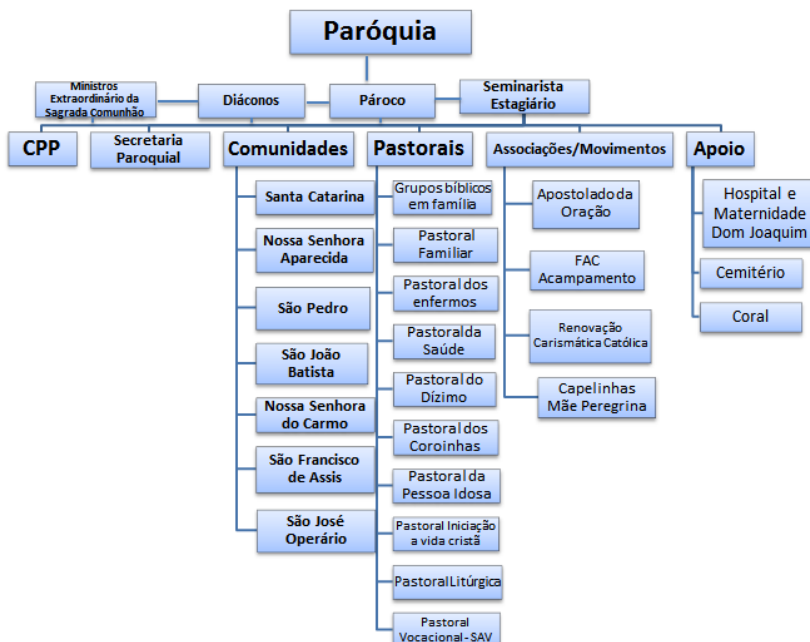 Paróquia
Ministros
Extraordinário da
Sagrada Comunhão
Diáconos
Pároco
Seminarista
Estagiário
CPP
Secretaria
Paroquial
Comunidades
Pastorais
Associações/Movimentos
Apoio
Santa Catarina
Nossa Senhora
Aparecida
São Pedro
São João
Batista
Nossa Senhora
do Carmo
São Francisco
de Assis
São José
Operário
Grupos bíblicos
em família
Pastoral
Familiar
Pastoral dos
enfermos
Pastoral da
Saúde
Pastoral do
Dízimo
Pastoral dos
Coroinhas
Pastoral da
Pessoa Idosa
Pastoral Iniciação
a vida cristã
Pastoral Litúrgica
Pastoral
Vocacional - SAV
Apostolado da
Oração
FAC
Acampamento
Renovação
Carismática Católica
Capelinhas
Mãe Peregrina
Hospital e
Maternidade
Dom Joaquim
Cemitério
Coral